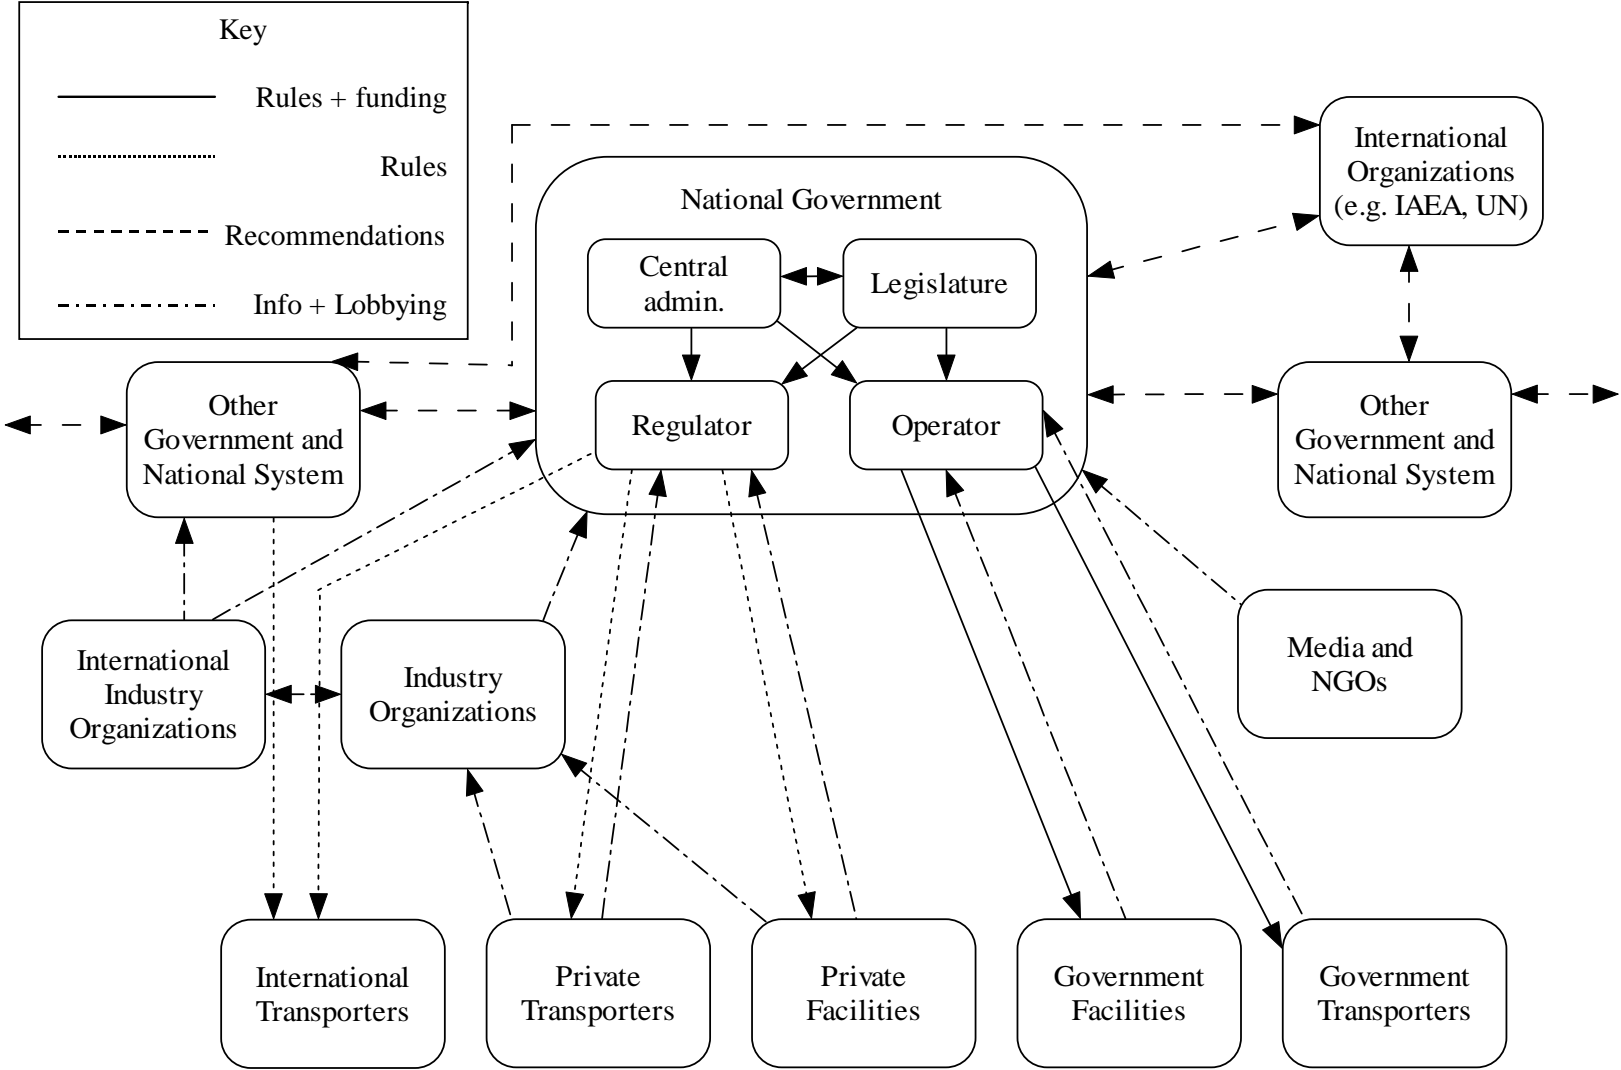 Key
Rules + funding
Rules
Recommendations
Info + Lobbying
International
Organizations
(e.g. IAEA, UN)
National Government
Central
admin.
Legislature
Regulator
Operator
Other
Government and
National System
Other
Government and
National System
International
Industry
Organizations
Industry
Organizations
Media and
NGOs
International
Transporters
Private
Transporters
Private
Facilities
Government
Facilities
Government
Transporters